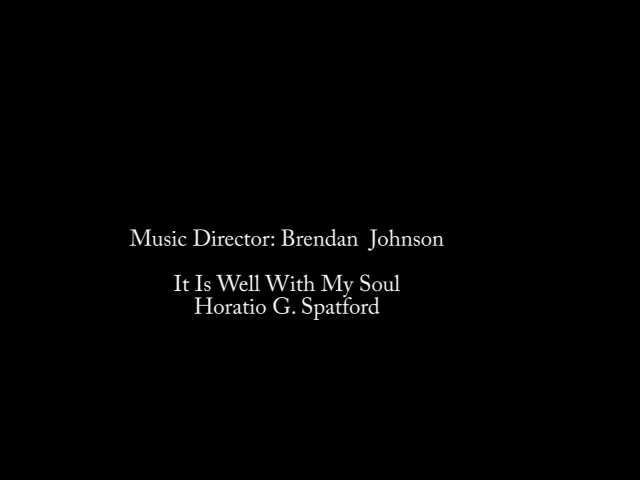 Music Director: Brendan  Johnson
It Is Well With My Soul
Horatio G. Spatford